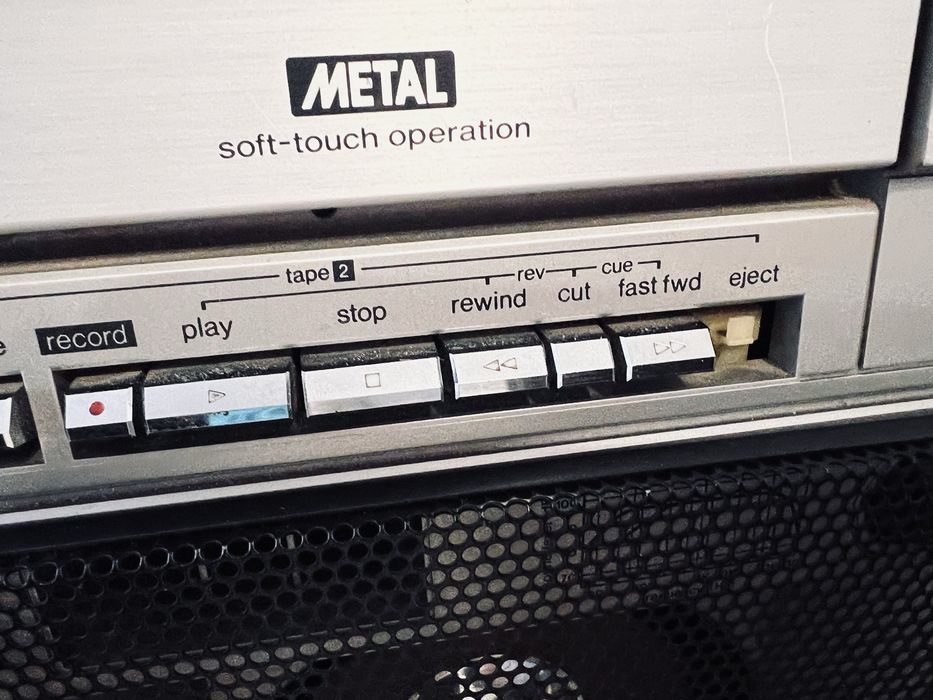 METAL
soft-touch operation
tape 2
rev cue
record play stop rewind cut fast fwd eject